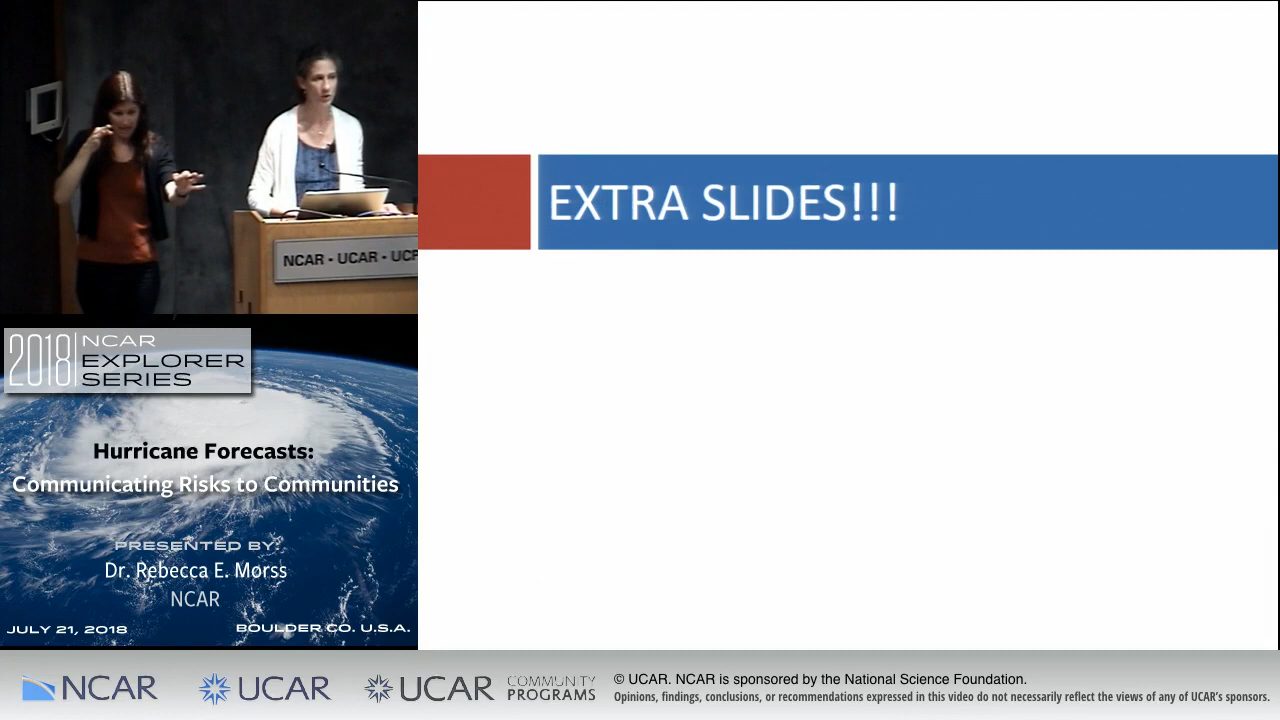 EXTRA SLIDES!!!
NCAR • UCAR • UCP
2018
NCAR
EXPLORER
SERIES
Hurricane Forecasts:
Communicating Risks to Communities
PRESENTED BY:
Dr. Rebecca E. Morss
NCAR
JULY 21, 2018
BOULDER CO. U.S.A.
NCAR
UCAR
UCAR
COMMUNITY
PROGRAMS
© UCAR. NCAR is sponsored by the National Science Foundation.
Opinions, findings, conclusions, or recommendations expressed in this video do not necessarily reflect the views of any of UCAR's sponsors.